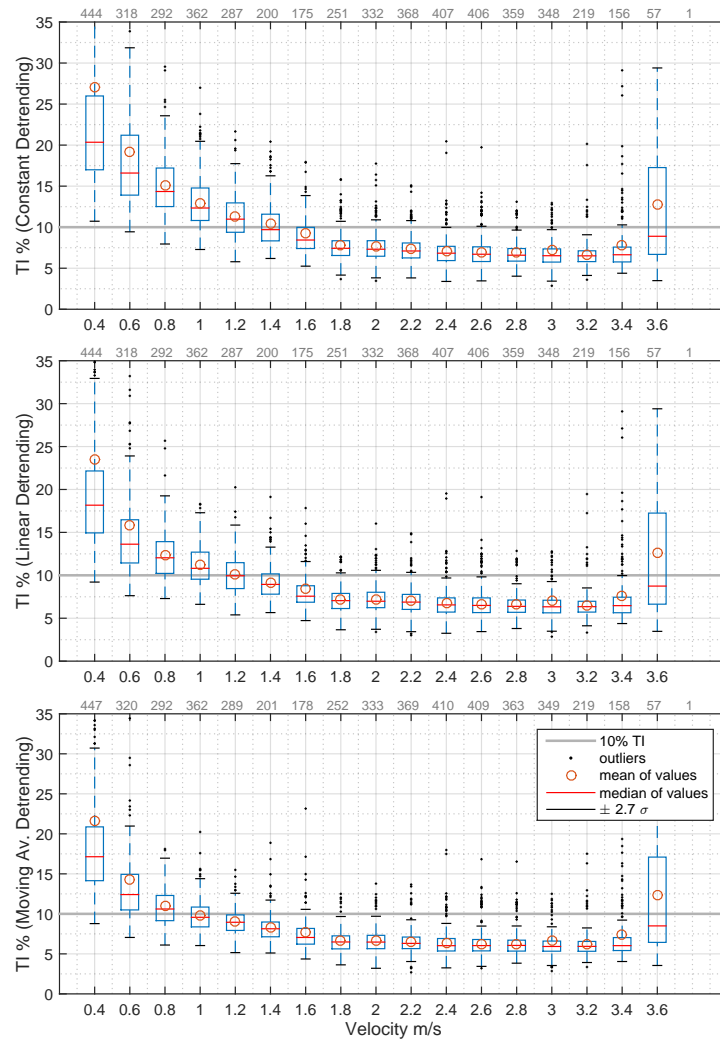 444 318 292 362 287 200 175 251 332 368 407 406 359 348 219 156 57 1
35
30
25
20
15
10
5
0
TI % (Constant Detrending)
0.4 0.6 0.8 1 1.2 1.4 1.6 1.8 2 2.2 2.4 2.6 2.8 3 3.2 3.4 3.6
444 318 292 362 287 200 175 251 332 368 407 406 359 348 219 156 57 1
35
30
25
20
15
10
5
0
TI % (Linear Detrending)
0.4 0.6 0.8 1 1.2 1.4 1.6 1.8 2 2.2 2.4 2.6 2.8 3 3.2 3.4 3.6
447 320 292 362 289 201 178 252 333 369 410 409 363 349 221 158 57 1
35
30
25
20
15
10
5
0
TI % (Moving Av. Detrending)
10% TI
outliers
mean of values
median of values
± 2.7 σ
0.4 0.6 0.8 1 1.2 1.4 1.6 1.8 2 2.2 2.4 2.6 2.8 3 3.2 3.4 3.6
Velocity m/s